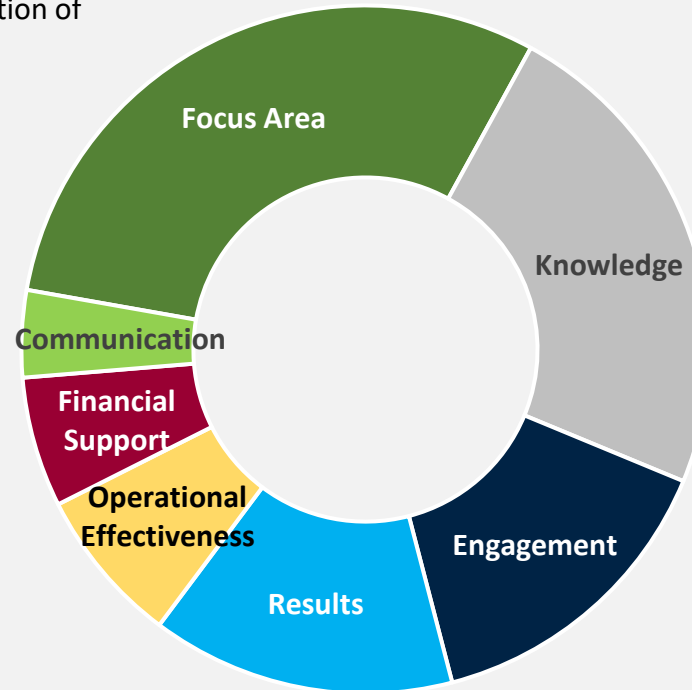 tion of
Focus Area
Knowledge
Communication
Financial
Support
Operational
Effectiveness
Engagement
Results